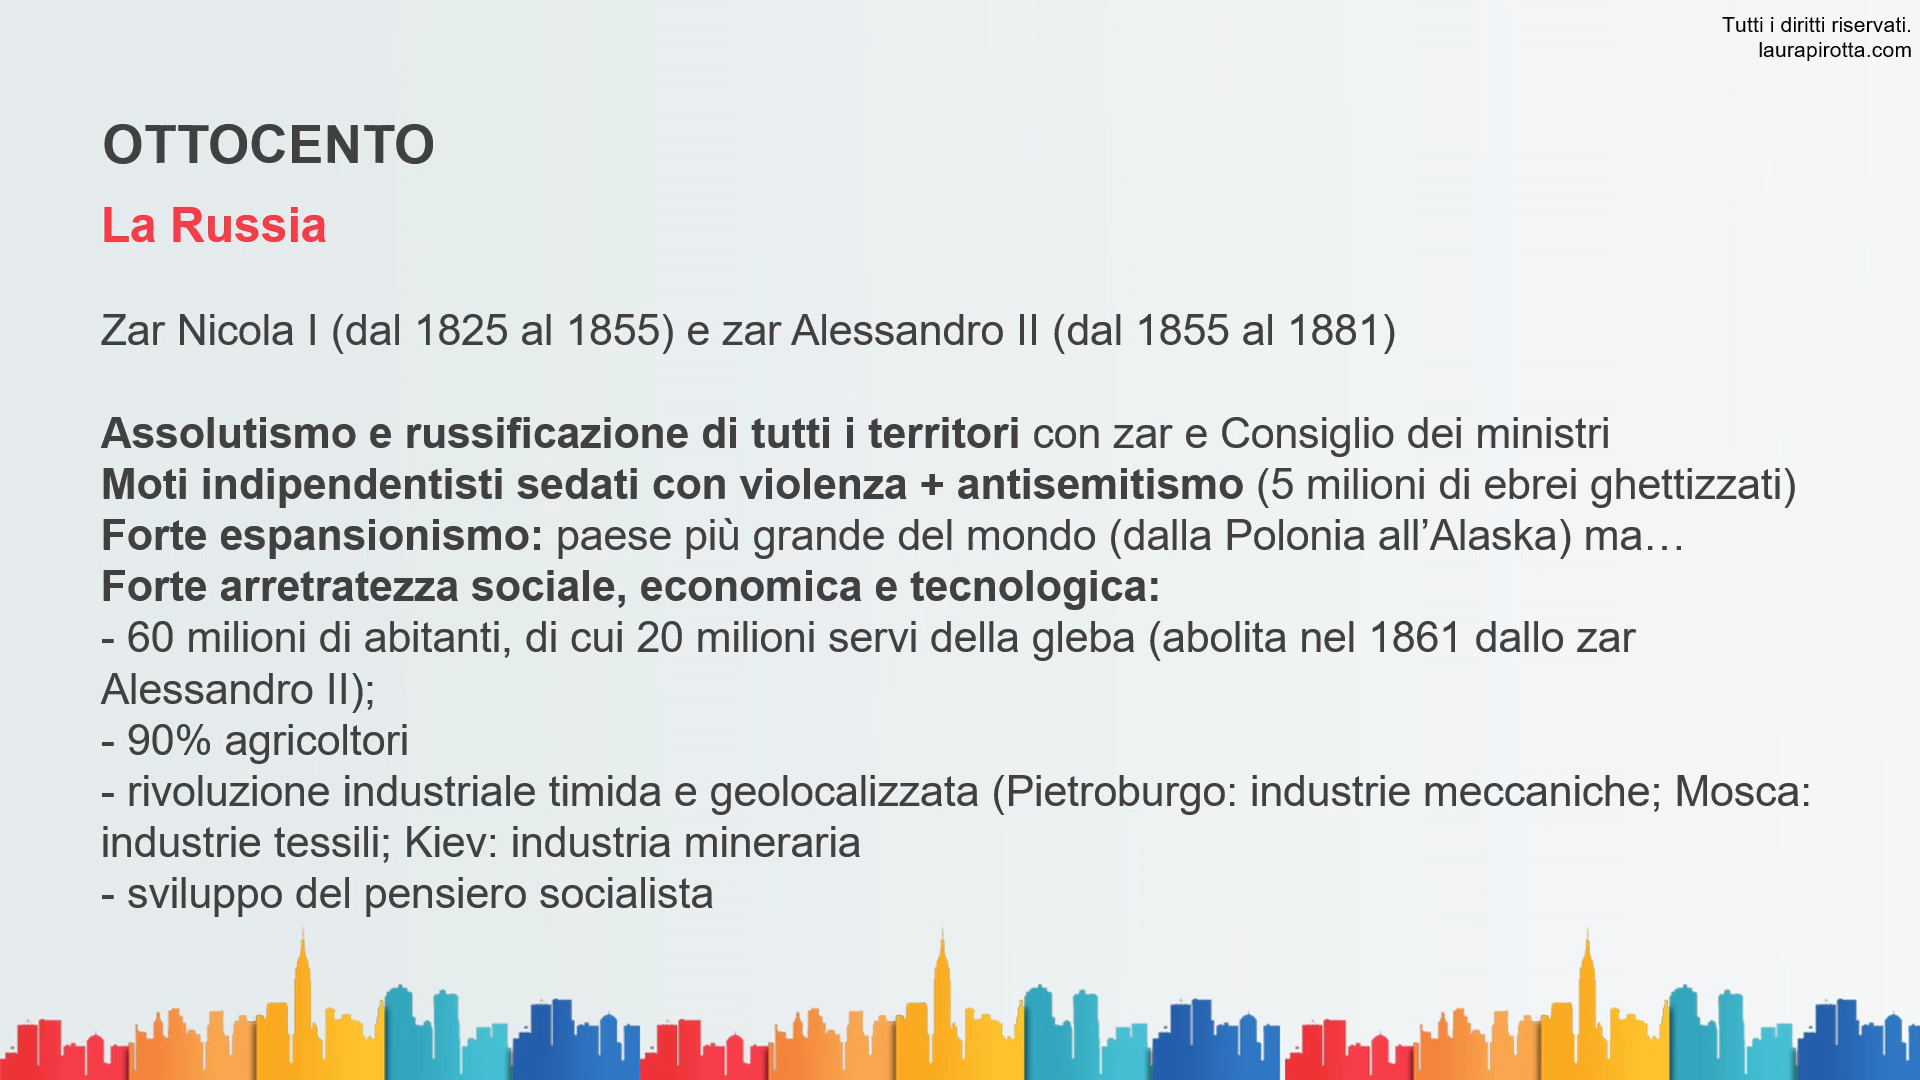 Tutti i diritti riservati.
laurapirotta.com
OTTOCENTO
La Russia
Zar Nicola I (dal 1825 al 1855) e zar Alessandro II (dal 1855 al 1881)
Assolutismo e russificazione di tutti i territori con zar e Consiglio dei ministri
Moti indipendentisti sedati con violenza + antisemitismo (5 milioni di ebrei ghettizzati)
Forte espansionismo: paese più grande del mondo (dalla Polonia all’Alaska) ma…
Forte arretratezza sociale, economica e tecnologica:
- 60 milioni di abitanti, di cui 20 milioni servi della gleba (abolita nel 1861 dallo zar
Alessandro II);
- 90% agricoltori
- rivoluzione industriale timida e geolocalizzata (Pietroburgo: industrie meccaniche; Mosca:
industrie tessili; Kiev: industria mineraria
- sviluppo del pensiero socialista